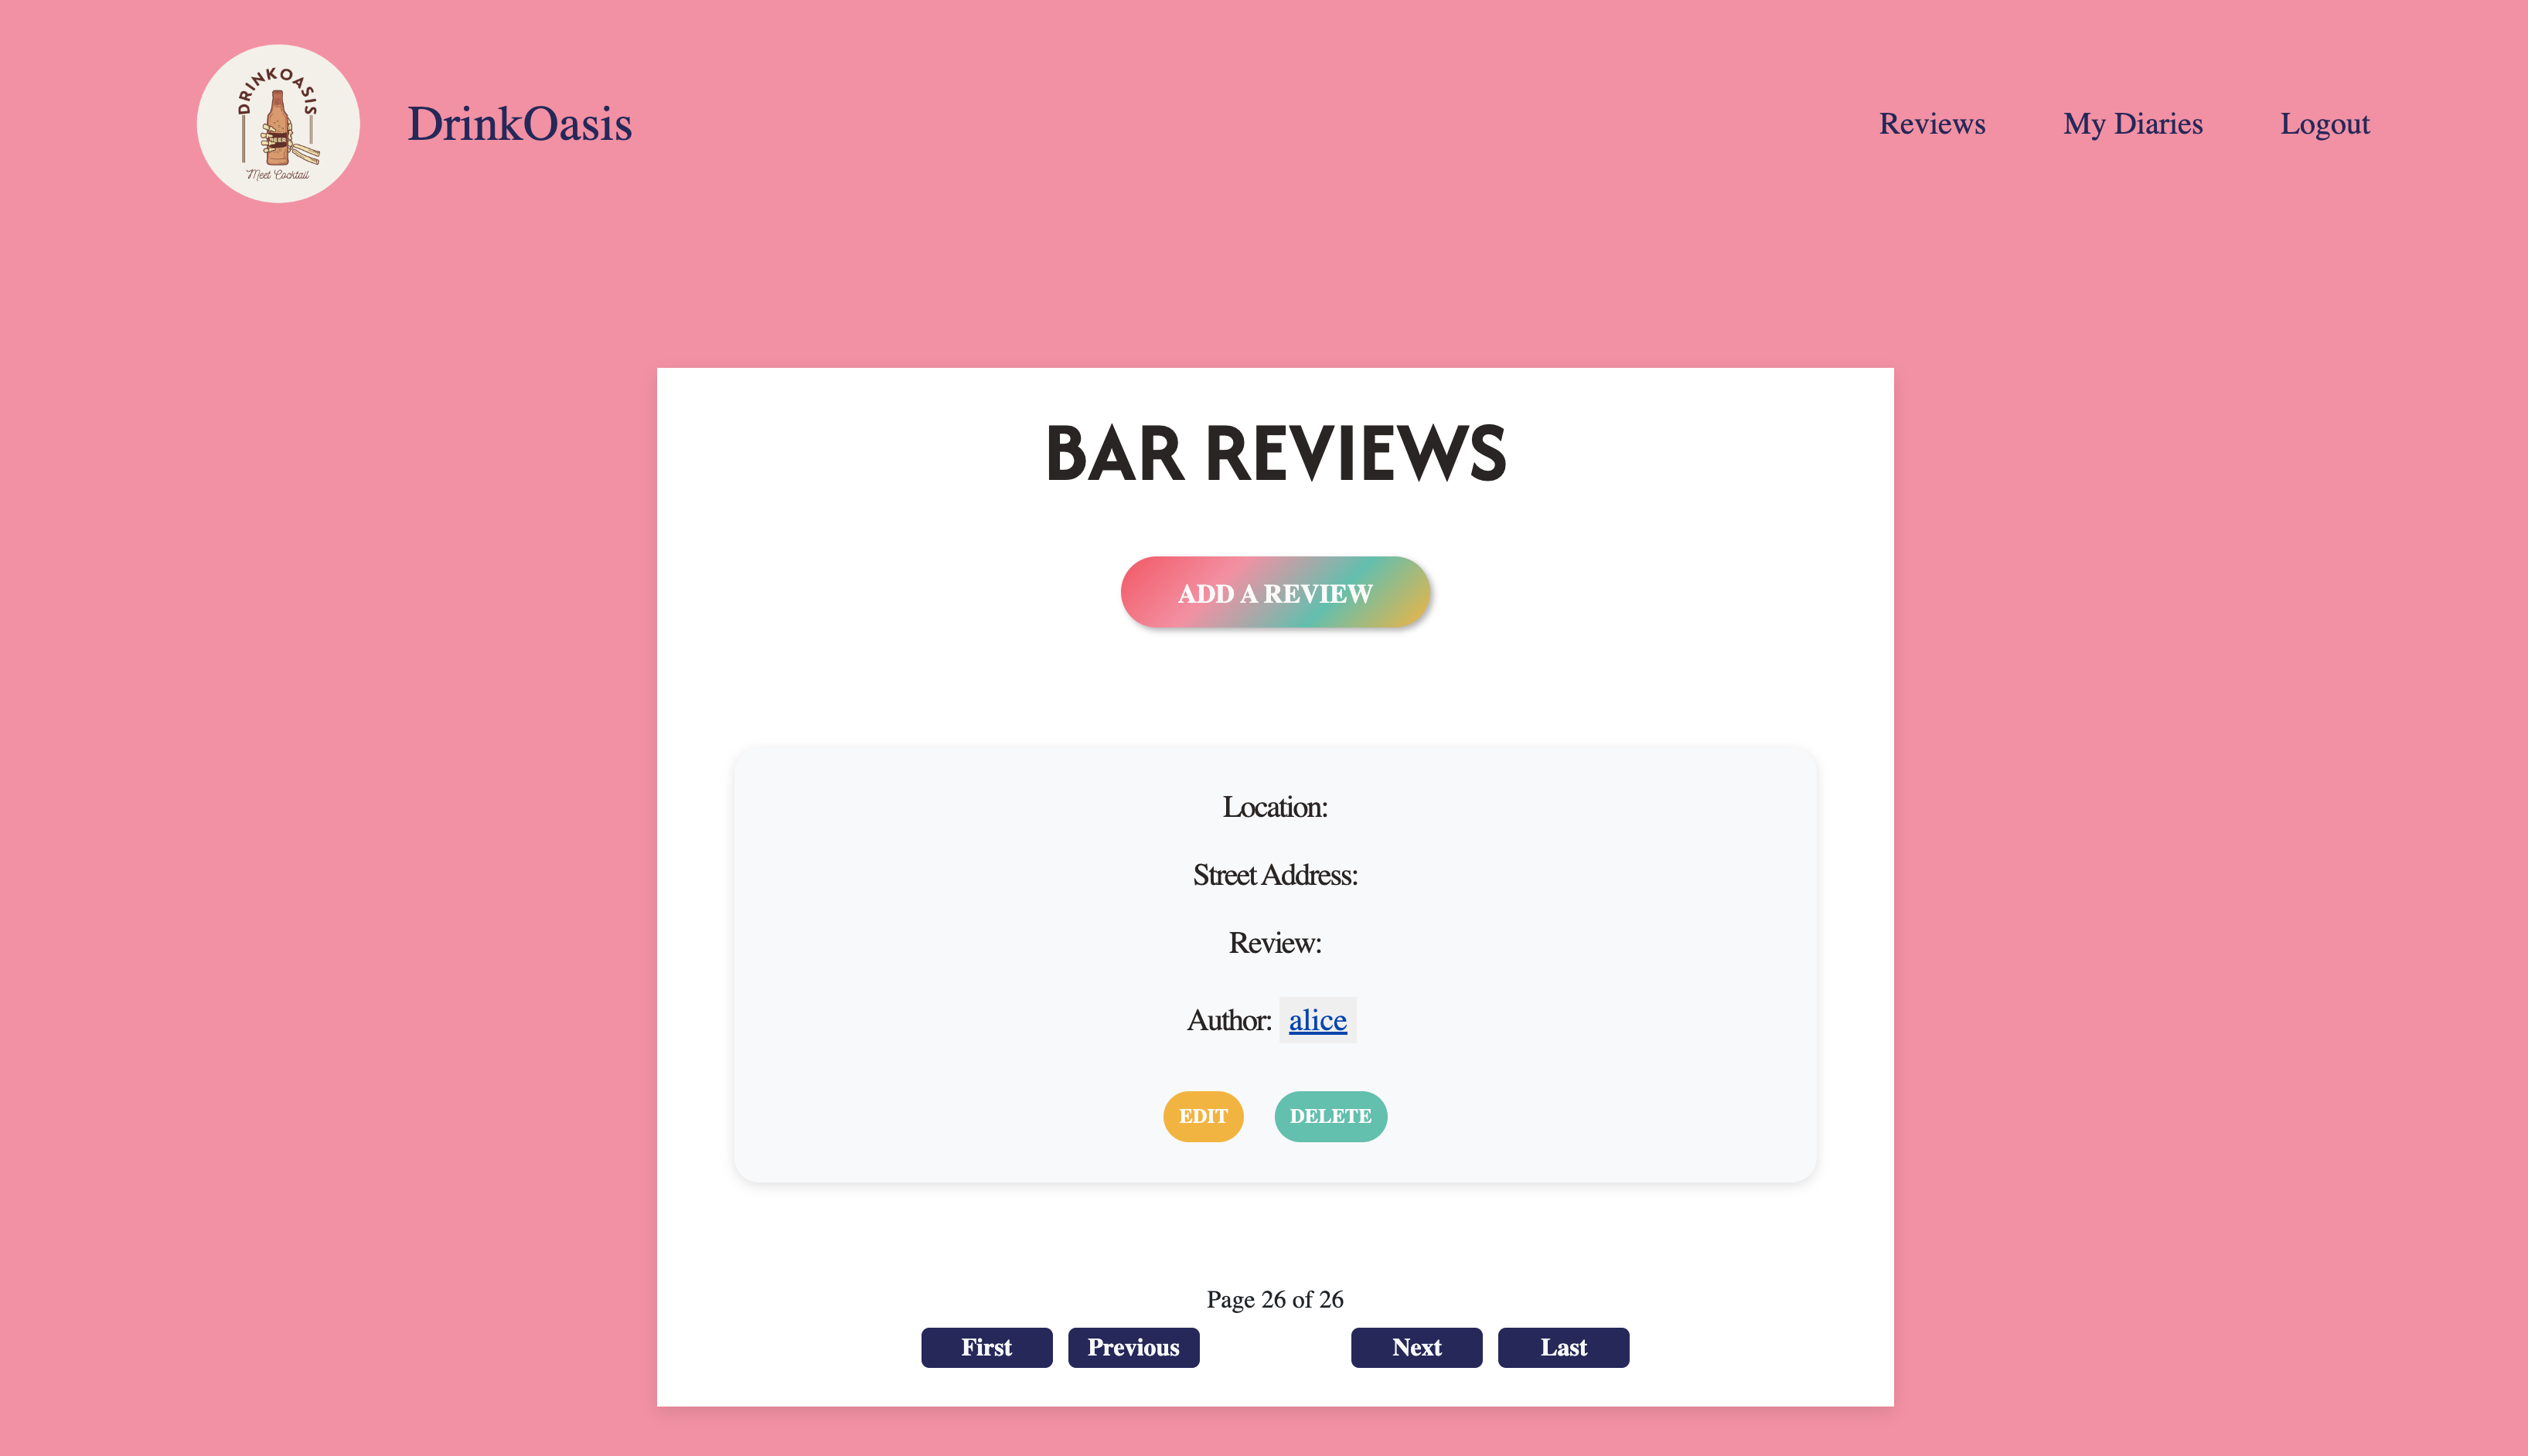 DRINKOASIS
Meet Cocktail
DrinkOasis
Reviews My Diaries Logout
BAR REVIEWS
ADD A REVIEW
Location:
Street Address:
Review:
Author: alice
EDIT DELETE
Page 26 of 26
First Previous Next Last